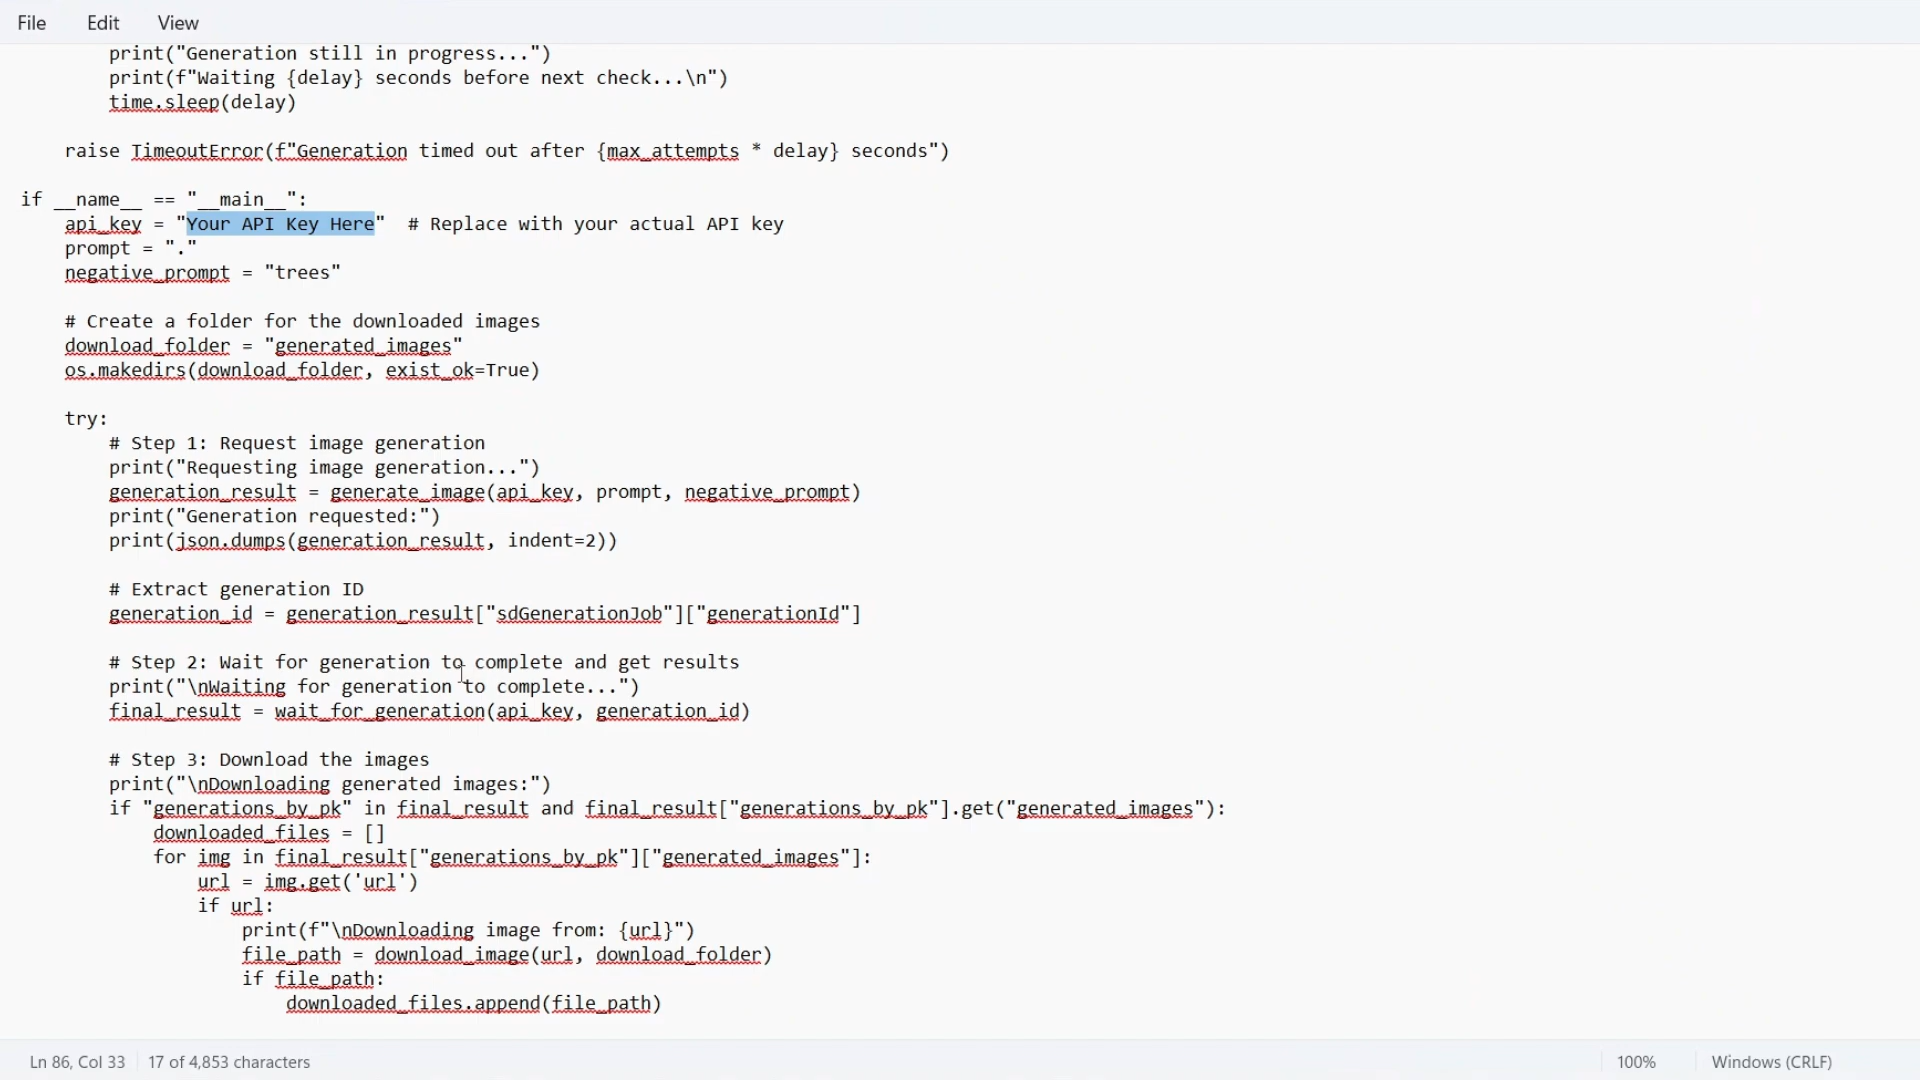 File Edit View
print("Generation still in progress...")
print(f"Waiting {delay} seconds before next check...\n")
time.sleep(delay)
raise TimeoutError(f"Generation timed out after {max_attempts * delay} seconds")
if __name__ == "__main__":
api_key = "Your API Key Here"  # Replace with your actual API key
prompt = "."
negative_prompt = "trees"
# Create a folder for the downloaded images
download_folder = "generated_images"
os.makedirs(download_folder, exist_ok=True)
try:
# Step 1: Request image generation
print("Requesting image generation...")
generation_result = generate_image(api_key, prompt, negative_prompt)
print("Generation requested:")
print(json.dumps(generation_result, indent=2))
# Extract generation ID
generation_id = generation_result["sdGenerationJob"]["generationId"]
# Step 2: Wait for generation to complete and get results
print("\nWaiting for generation to complete...")
final_result = wait_for_generation(api_key, generation_id)
# Step 3: Download the images
print("\nDownloading generated images:")
if "generations_by_pk" in final_result and final_result["generations_by_pk"].get("generated_images"):
downloaded_files = []
for img in final_result["generations_by_pk"]["generated_images"]:
url = img.get('url')
if url:
print(f"\nDownloading image from: {url}")
file_path = download_image(url, download_folder)
if file_path:
downloaded_files.append(file_path)
Ln 86, Col 33 17 of 4,853 characters 100% Windows (CRLF)